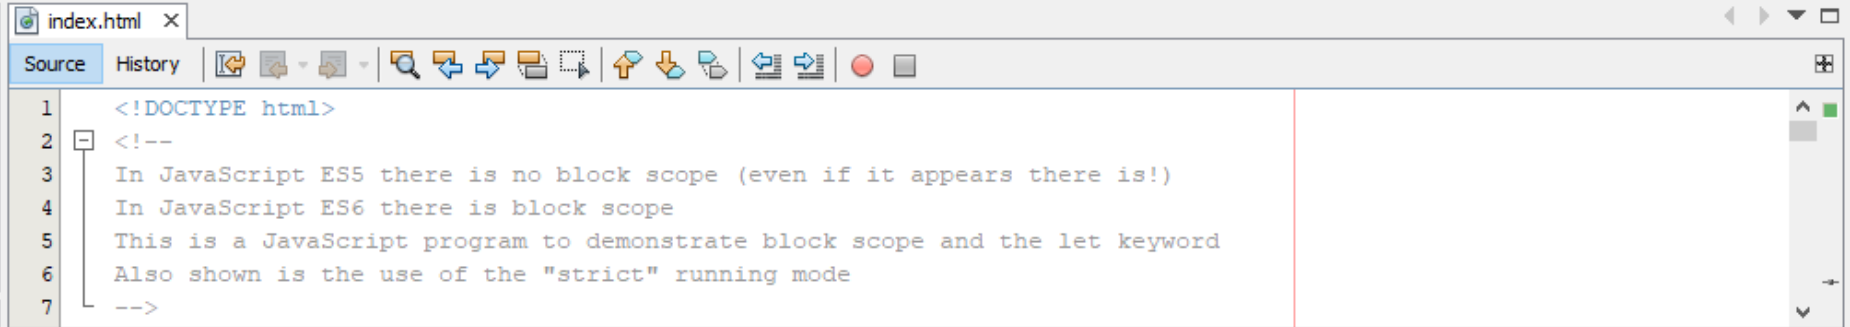 index.html
Source History
1 <!DOCTYPE html>
2 <!--
3 In JavaScript ES5 there is no block scope (even if it appears there is!)
4 In JavaScript ES6 there is block scope
5 This is a JavaScript program to demonstrate block scope and the let keyword
6 Also shown is the use of the "strict" running mode
7 -->